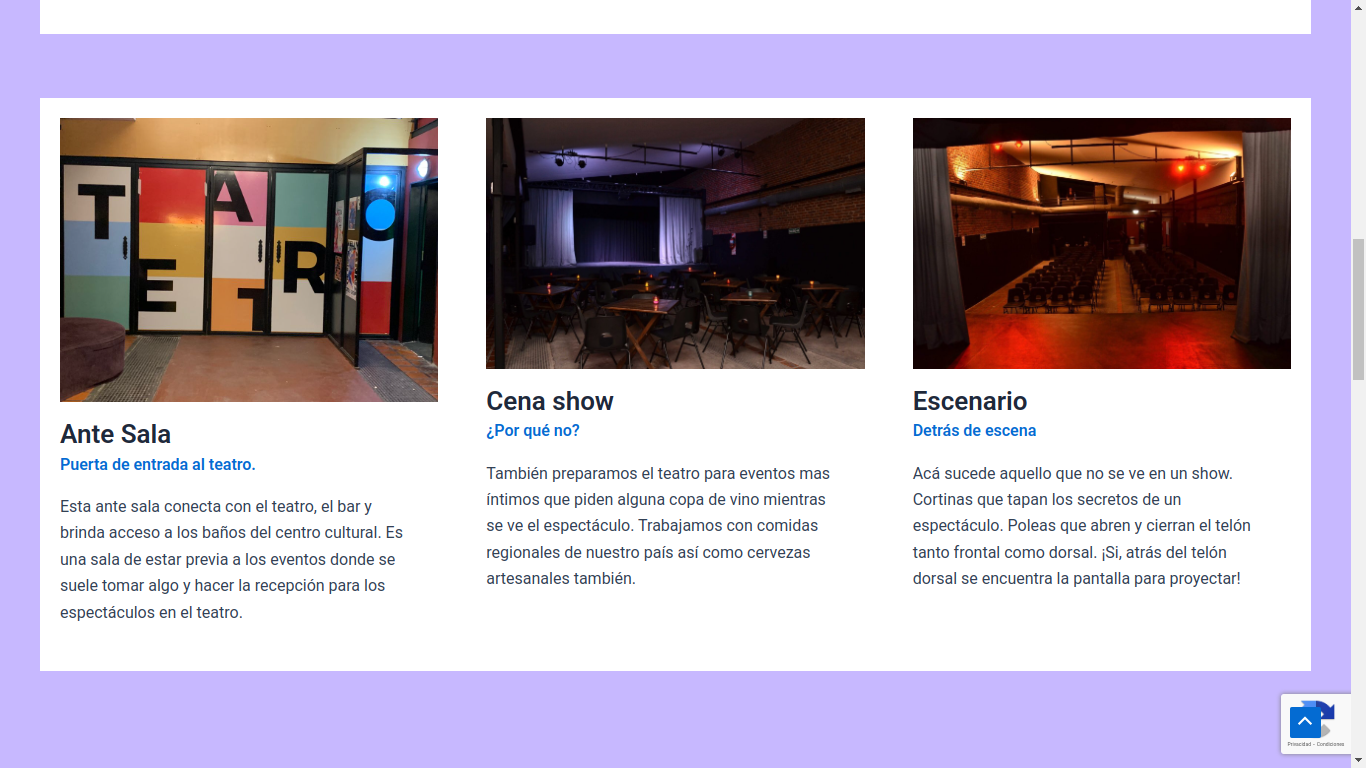 TEATRO
Ante Sala
Puerta de entrada al teatro.
Esta ante sala conecta con el teatro, el bar y
brinda acceso a los baños del centro cultural. Es
una sala de estar previa a los eventos donde se
suele tomar algo y hacer la recepción para los
espectáculos en el teatro.
Cena show
¿Por qué no?
También preparamos el teatro para eventos mas
íntimos que piden alguna copa de vino mientras
se ve el espectáculo. Trabajamos con comidas
regionales de nuestro país así como cervezas
artesanales también.
Escenario
Detrás de escena
Acá sucede aquello que no se ve en un show.
Cortinas que tapan los secretos de un
espectáculo. Poleas que abren y cierran el telón
tanto frontal como dorsal. ¡Si, atrás del telón
dorsal se encuentra la pantalla para proyectar!
Privacidad - Condiciones